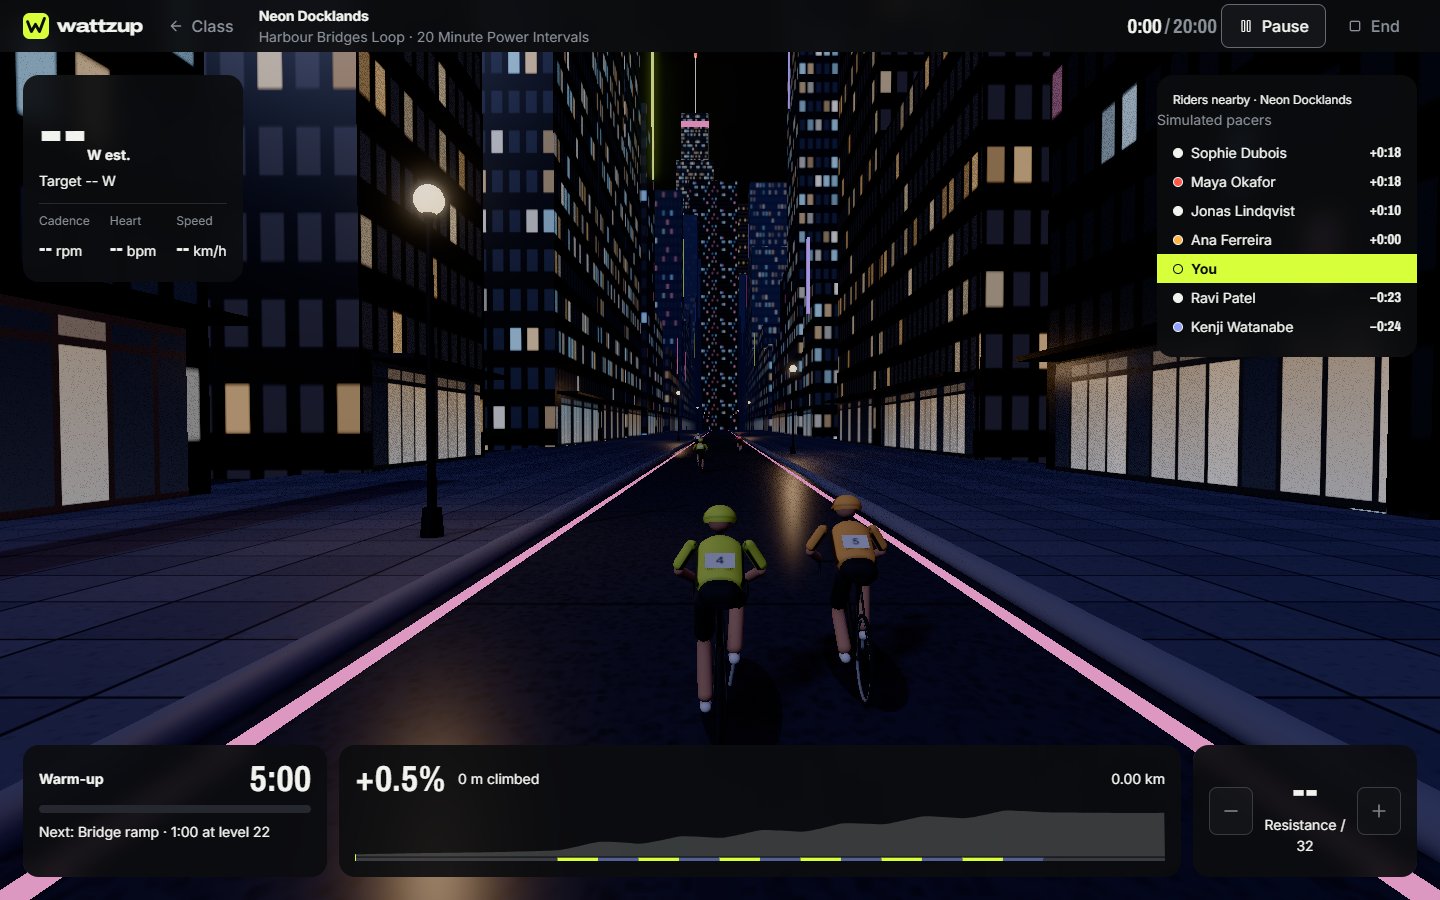 W wattzup
← Class
Neon Docklands
Harbour Bridges Loop · 20 Minute Power Intervals
0:00 / 20:00
Pause
End
--
W est.
Target -- W
Cadence Heart Speed
-- rpm -- bpm -- km/h
Riders nearby · Neon Docklands
Simulated pacers
Sophie Dubois +0:18
Maya Okafor +0:18
Jonas Lindqvist +0:10
Ana Ferreira +0:00
You
Ravi Patel −0:23
Kenji Watanabe −0:24
4
5
Warm-up 5:00
Next: Bridge ramp · 1:00 at level 22
+0.5% 0 m climbed 0.00 km
− -- +
Resistance /
32